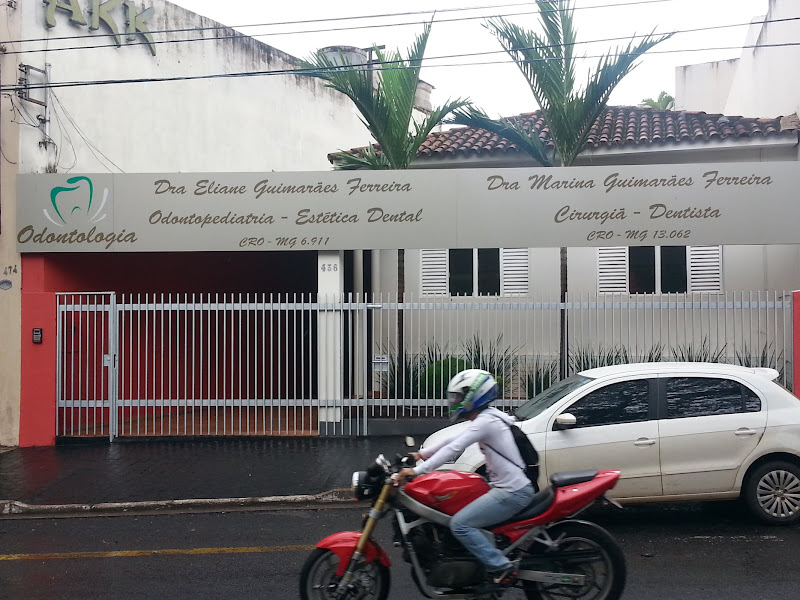 AKK
Odontologia
Dra Eliane Guimarães Ferreira
Odontopediatria - Estética Dental
CRO - MG 6.911
Dra Marina Guimarães Ferreira
Cirurgiã - Dentista
CRO - MG 13.062
474
436